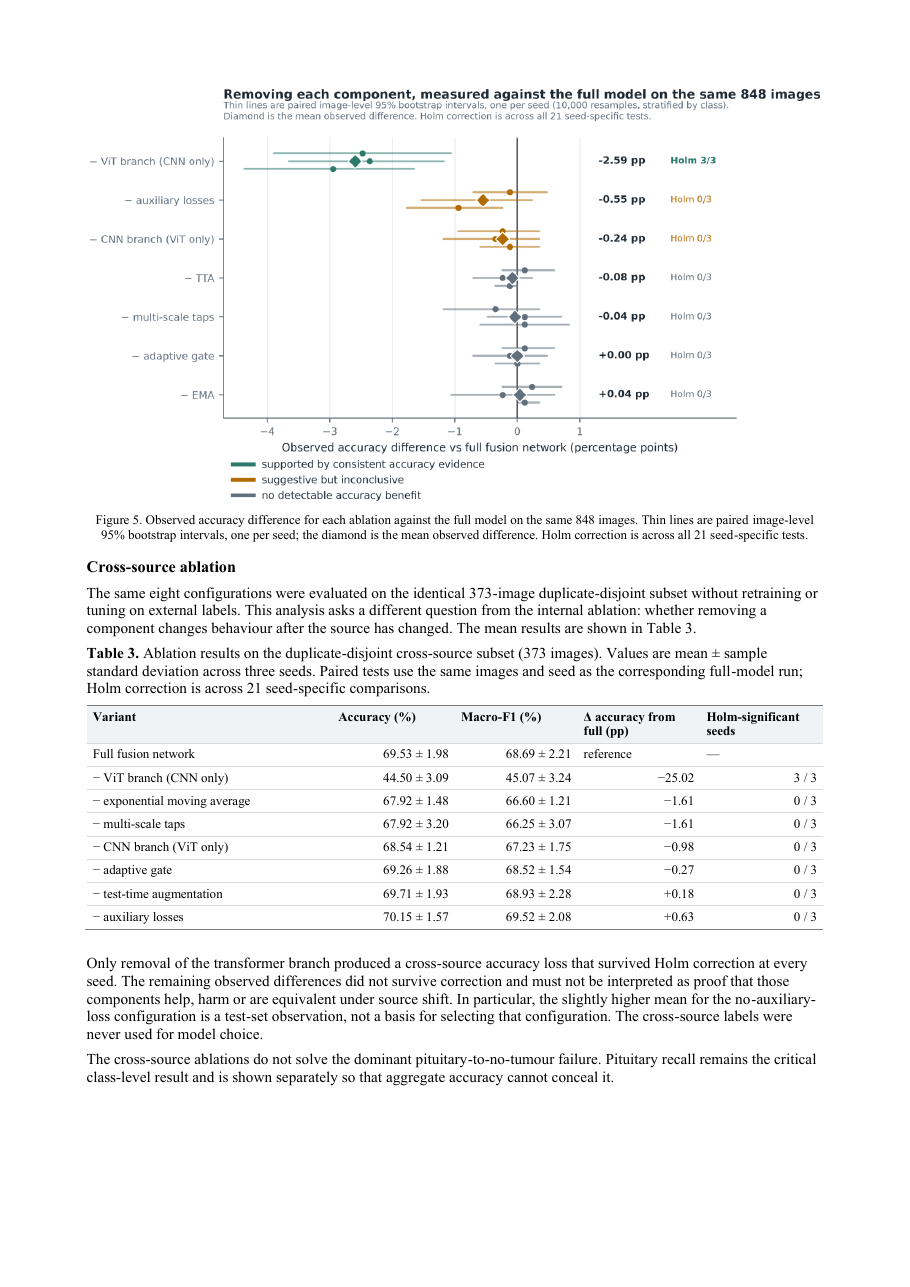 Removing each component, measured against the full model on the same 848 images
Thin lines are paired image-level 95% bootstrap intervals, one per seed (10,000 resamples, stratified by class).
Diamond is the mean observed difference. Holm correction is across all 21 seed-specific tests.
− ViT branch (CNN only) -2.59 pp Holm 3/3
− auxiliary losses -0.55 pp Holm 0/3
− CNN branch (ViT only) -0.24 pp Holm 0/3
− TTA -0.08 pp Holm 0/3
− multi-scale taps -0.04 pp Holm 0/3
− adaptive gate +0.00 pp Holm 0/3
− EMA +0.04 pp Holm 0/3
−4 −3 −2 −1 0 1
Observed accuracy difference vs full fusion network (percentage points)
supported by consistent accuracy evidence
suggestive but inconclusive
no detectable accuracy benefit
Figure 5. Observed accuracy difference for each ablation against the full model on the same 848 images. Thin lines are paired image-level
95% bootstrap intervals, one per seed; the diamond is the mean observed difference. Holm correction is across all 21 seed-specific tests.
Cross-source ablation
The same eight configurations were evaluated on the identical 373-image duplicate-disjoint subset without retraining or
tuning on external labels. This analysis asks a different question from the internal ablation: whether removing a
component changes behaviour after the source has changed. The mean results are shown in Table 3.
Table 3. Ablation results on the duplicate-disjoint cross-source subset (373 images). Values are mean ± sample
standard deviation across three seeds. Paired tests use the same images and seed as the corresponding full-model run;
Holm correction is across 21 seed-specific comparisons.
Variant Accuracy (%) Macro-F1 (%) Δ accuracy from full (pp) Holm-significant seeds
Full fusion network 69.53 ± 1.98 68.69 ± 2.21 reference —
− ViT branch (CNN only) 44.50 ± 3.09 45.07 ± 3.24 −25.02 3 / 3
− exponential moving average 67.92 ± 1.48 66.60 ± 1.21 −1.61 0 / 3
− multi-scale taps 67.92 ± 3.20 66.25 ± 3.07 −1.61 0 / 3
− CNN branch (ViT only) 68.54 ± 1.21 67.23 ± 1.75 −0.98 0 / 3
− adaptive gate 69.26 ± 1.88 68.52 ± 1.54 −0.27 0 / 3
− test-time augmentation 69.71 ± 1.93 68.93 ± 2.28 +0.18 0 / 3
− auxiliary losses 70.15 ± 1.57 69.52 ± 2.08 +0.63 0 / 3
Only removal of the transformer branch produced a cross-source accuracy loss that survived Holm correction at every
seed. The remaining observed differences did not survive correction and must not be interpreted as proof that those
components help, harm or are equivalent under source shift. In particular, the slightly higher mean for the no-auxiliary-
loss configuration is a test-set observation, not a basis for selecting that configuration. The cross-source labels were
never used for model choice.
The cross-source ablations do not solve the dominant pituitary-to-no-tumour failure. Pituitary recall remains the critical
class-level result and is shown separately so that aggregate accuracy cannot conceal it.